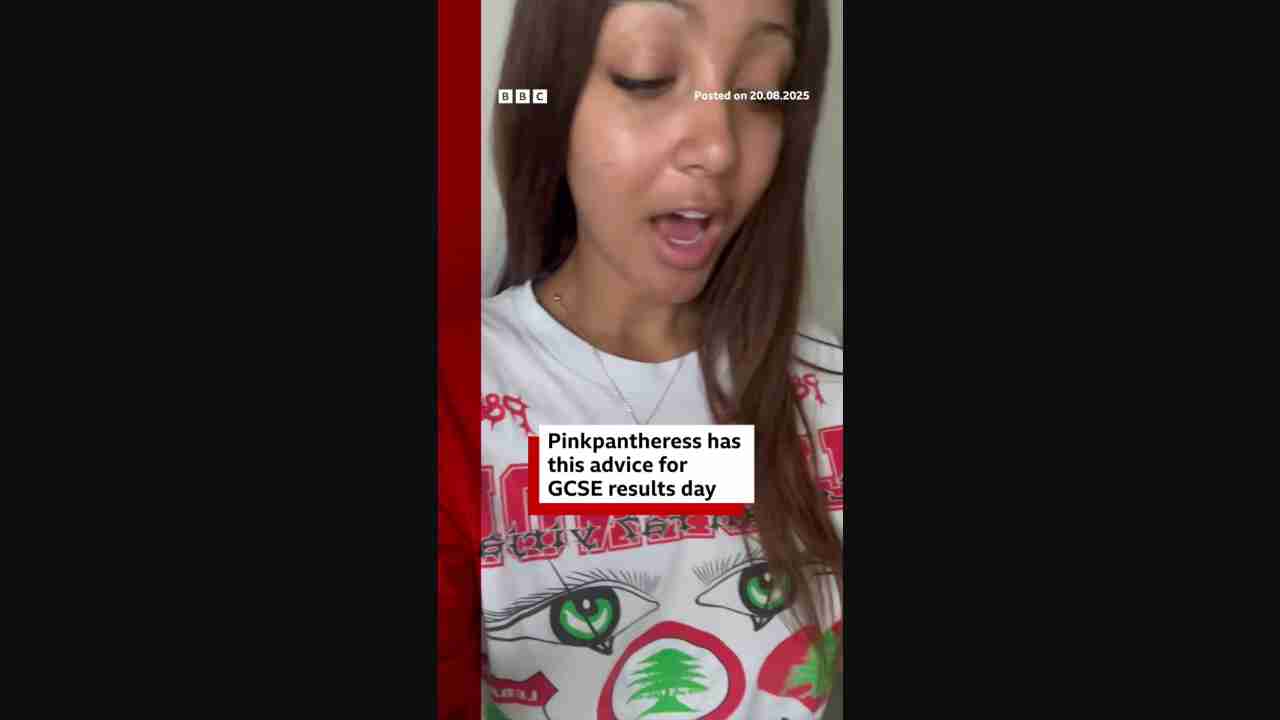 BBC
Posted on 20.08.2025
Pinkpantheress has
this advice for
GCSE results day